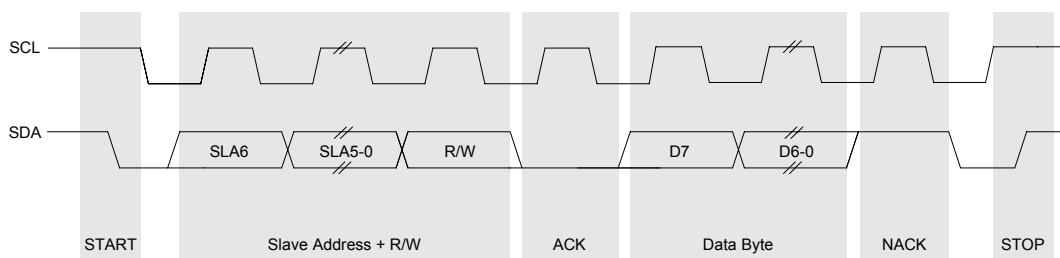 SCL
SDA
SLA6 SLA5-0 R/W D7 D6-0
START Slave Address + R/W ACK Data Byte NACK STOP